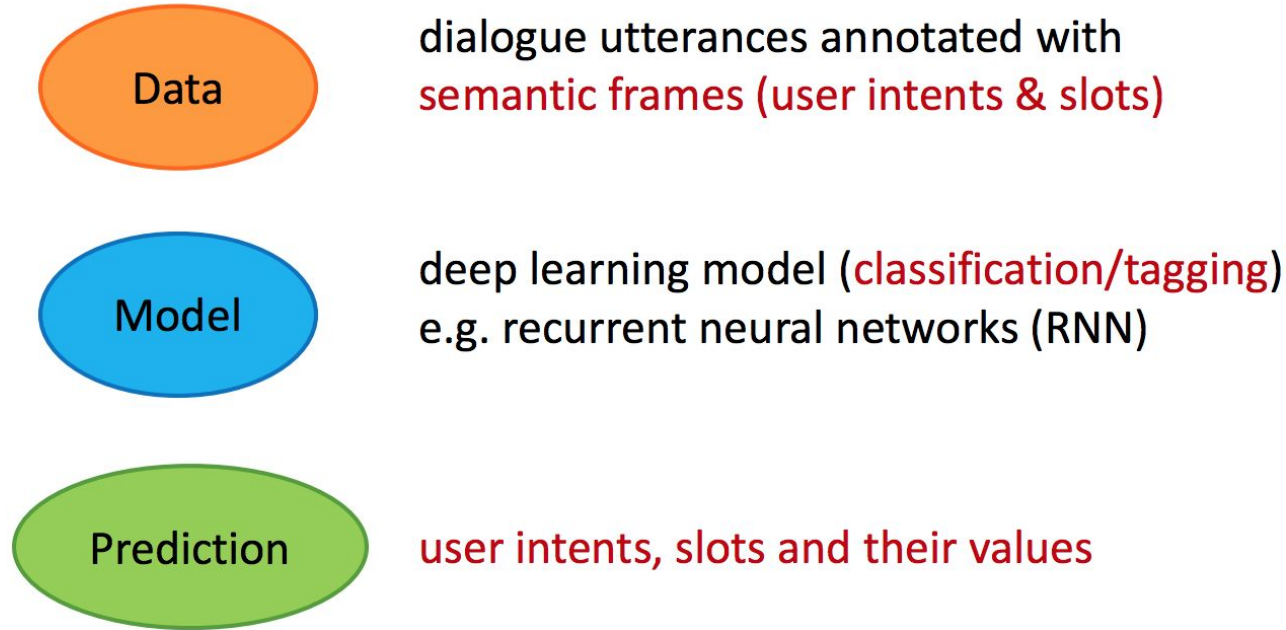 Data
dialogue utterances annotated with
semantic frames (user intents & slots)
Model
deep learning model (classification/tagging)
e.g. recurrent neural networks (RNN)
Prediction
user intents, slots and their values